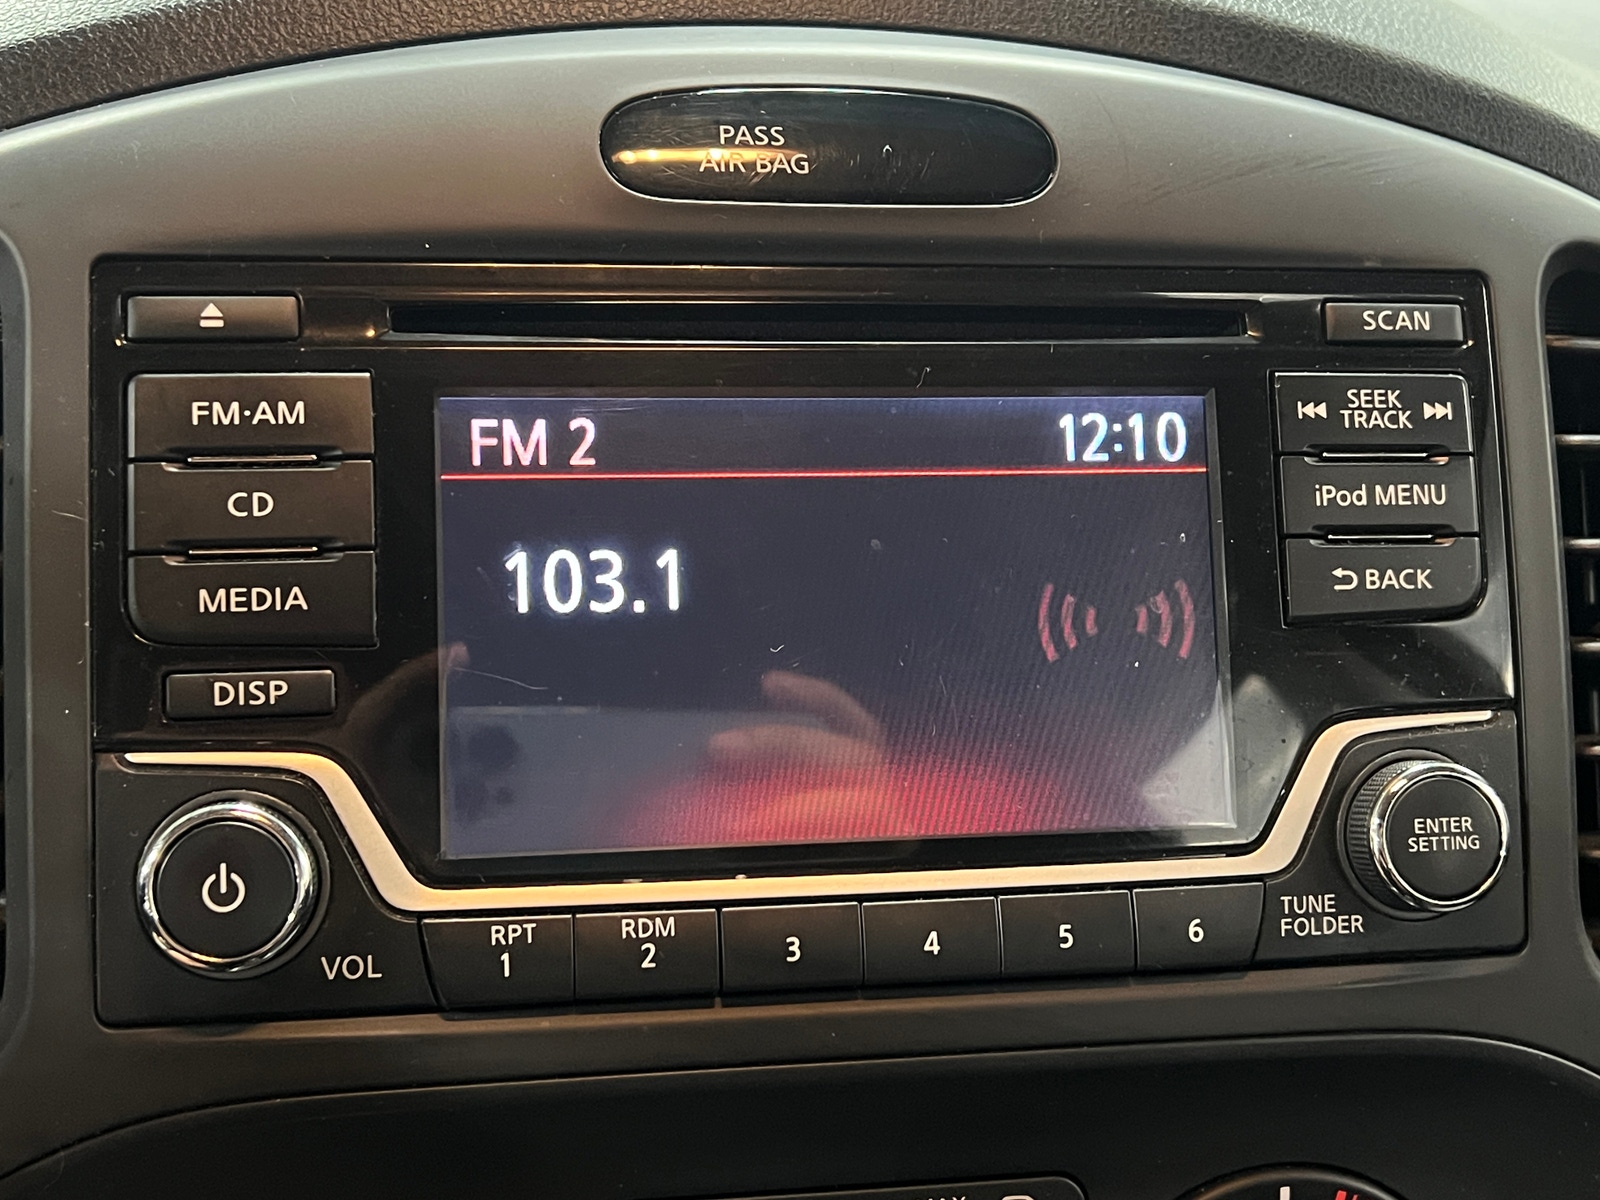 PASS
AIR BAG
SCAN
FM·AM
CD
MEDIA
DISP
FM 2 12:10
103.1
SEEK
TRACK
iPod MENU
BACK
VOL
RPT
1
RDM
2
3
4
5
6
TUNE
FOLDER
ENTER
SETTING